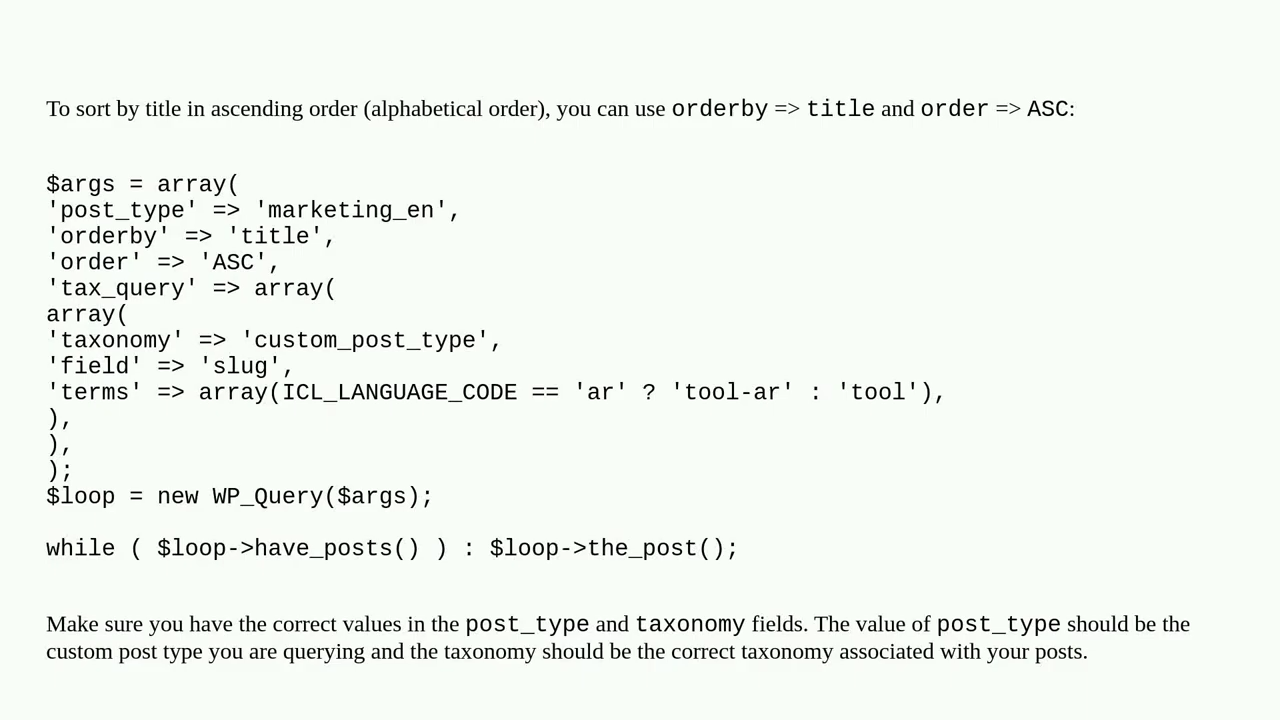 To sort by title in ascending order (alphabetical order), you can use orderby => title and order => ASC:
$args = array(
'post_type' => 'marketing_en',
'orderby' => 'title',
'order' => 'ASC',
'tax_query' => array(
array(
'taxonomy' => 'custom_post_type',
'field' => 'slug',
'terms' => array(ICL_LANGUAGE_CODE == 'ar' ? 'tool-ar' : 'tool'),
),
),
);
$loop = new WP_Query($args);
while ( $loop->have_posts() ) : $loop->the_post();
Make sure you have the correct values in the post_type and taxonomy fields. The value of post_type should be the
custom post type you are querying and the taxonomy should be the correct taxonomy associated with your posts.